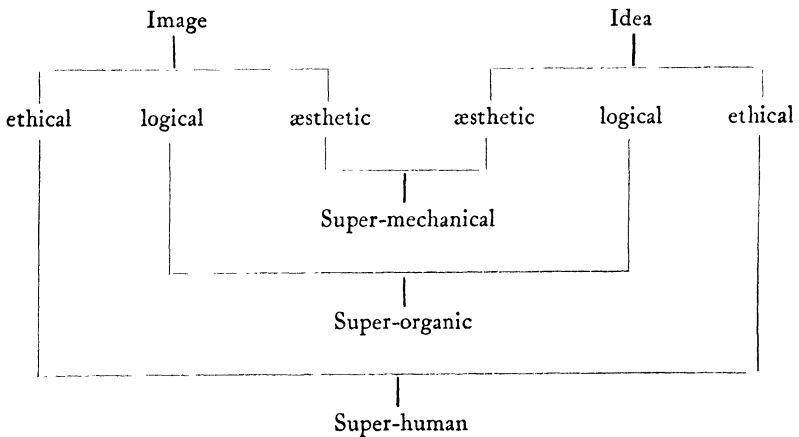 Image Idea
ethical logical æsthetic æsthetic logical ethical
Super-mechanical
Super-organic
Super-human